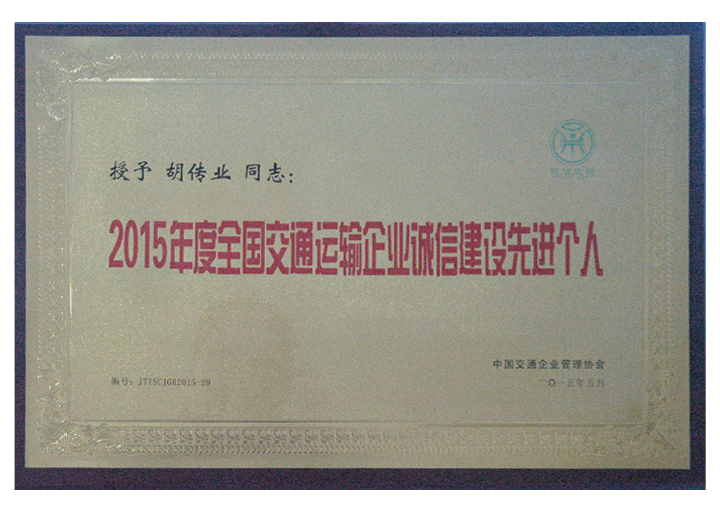 授予 胡传业 同志：
2015年度全国交通运输企业诚信建设先进个人
中国交通企业管理协会
编号：JTYSCJGR2015-29
二〇一五年五月